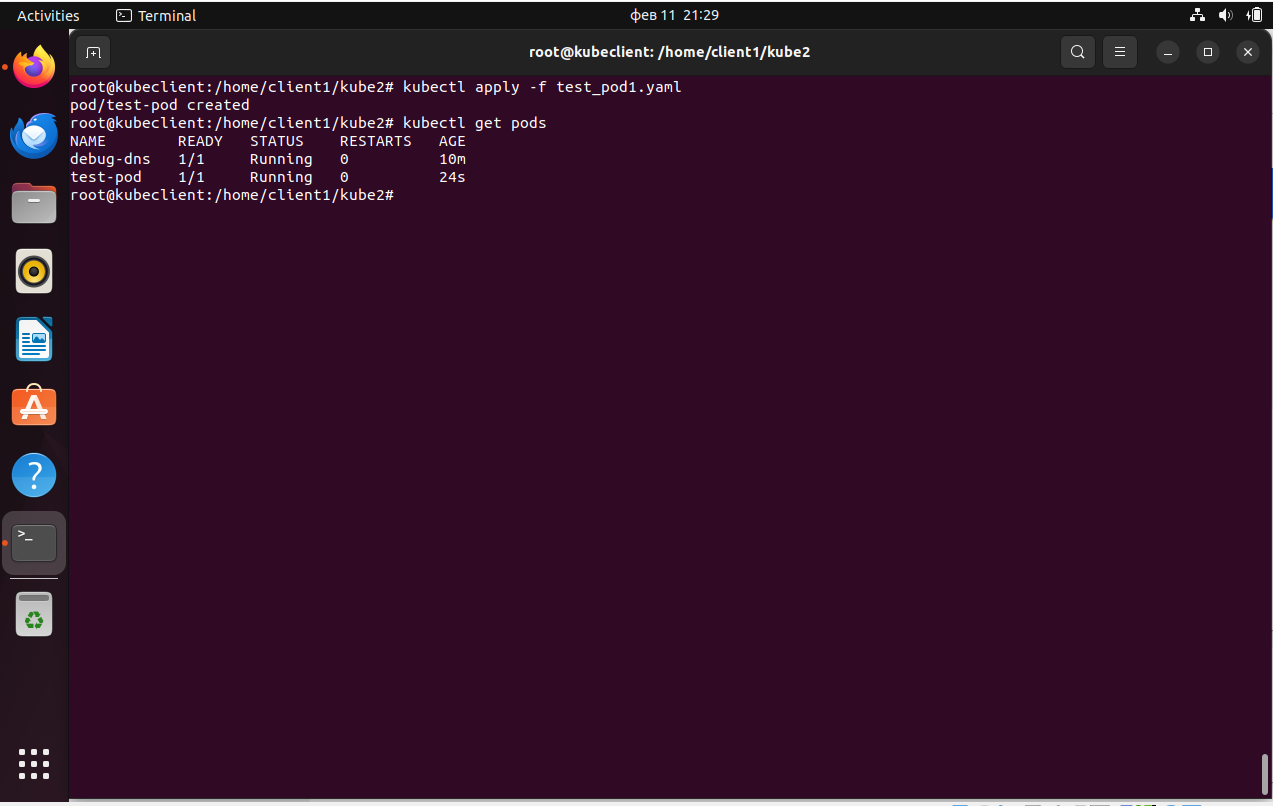 Activities Terminal фев 11 21:29
root@kubeclient: /home/client1/kube2
root@kubeclient:/home/client1/kube2# kubectl apply -f test_pod1.yaml
pod/test-pod created
root@kubeclient:/home/client1/kube2# kubectl get pods
NAME READY STATUS RESTARTS AGE
debug-dns 1/1 Running 0 10m
test-pod 1/1 Running 0 24s
root@kubeclient:/home/client1/kube2#